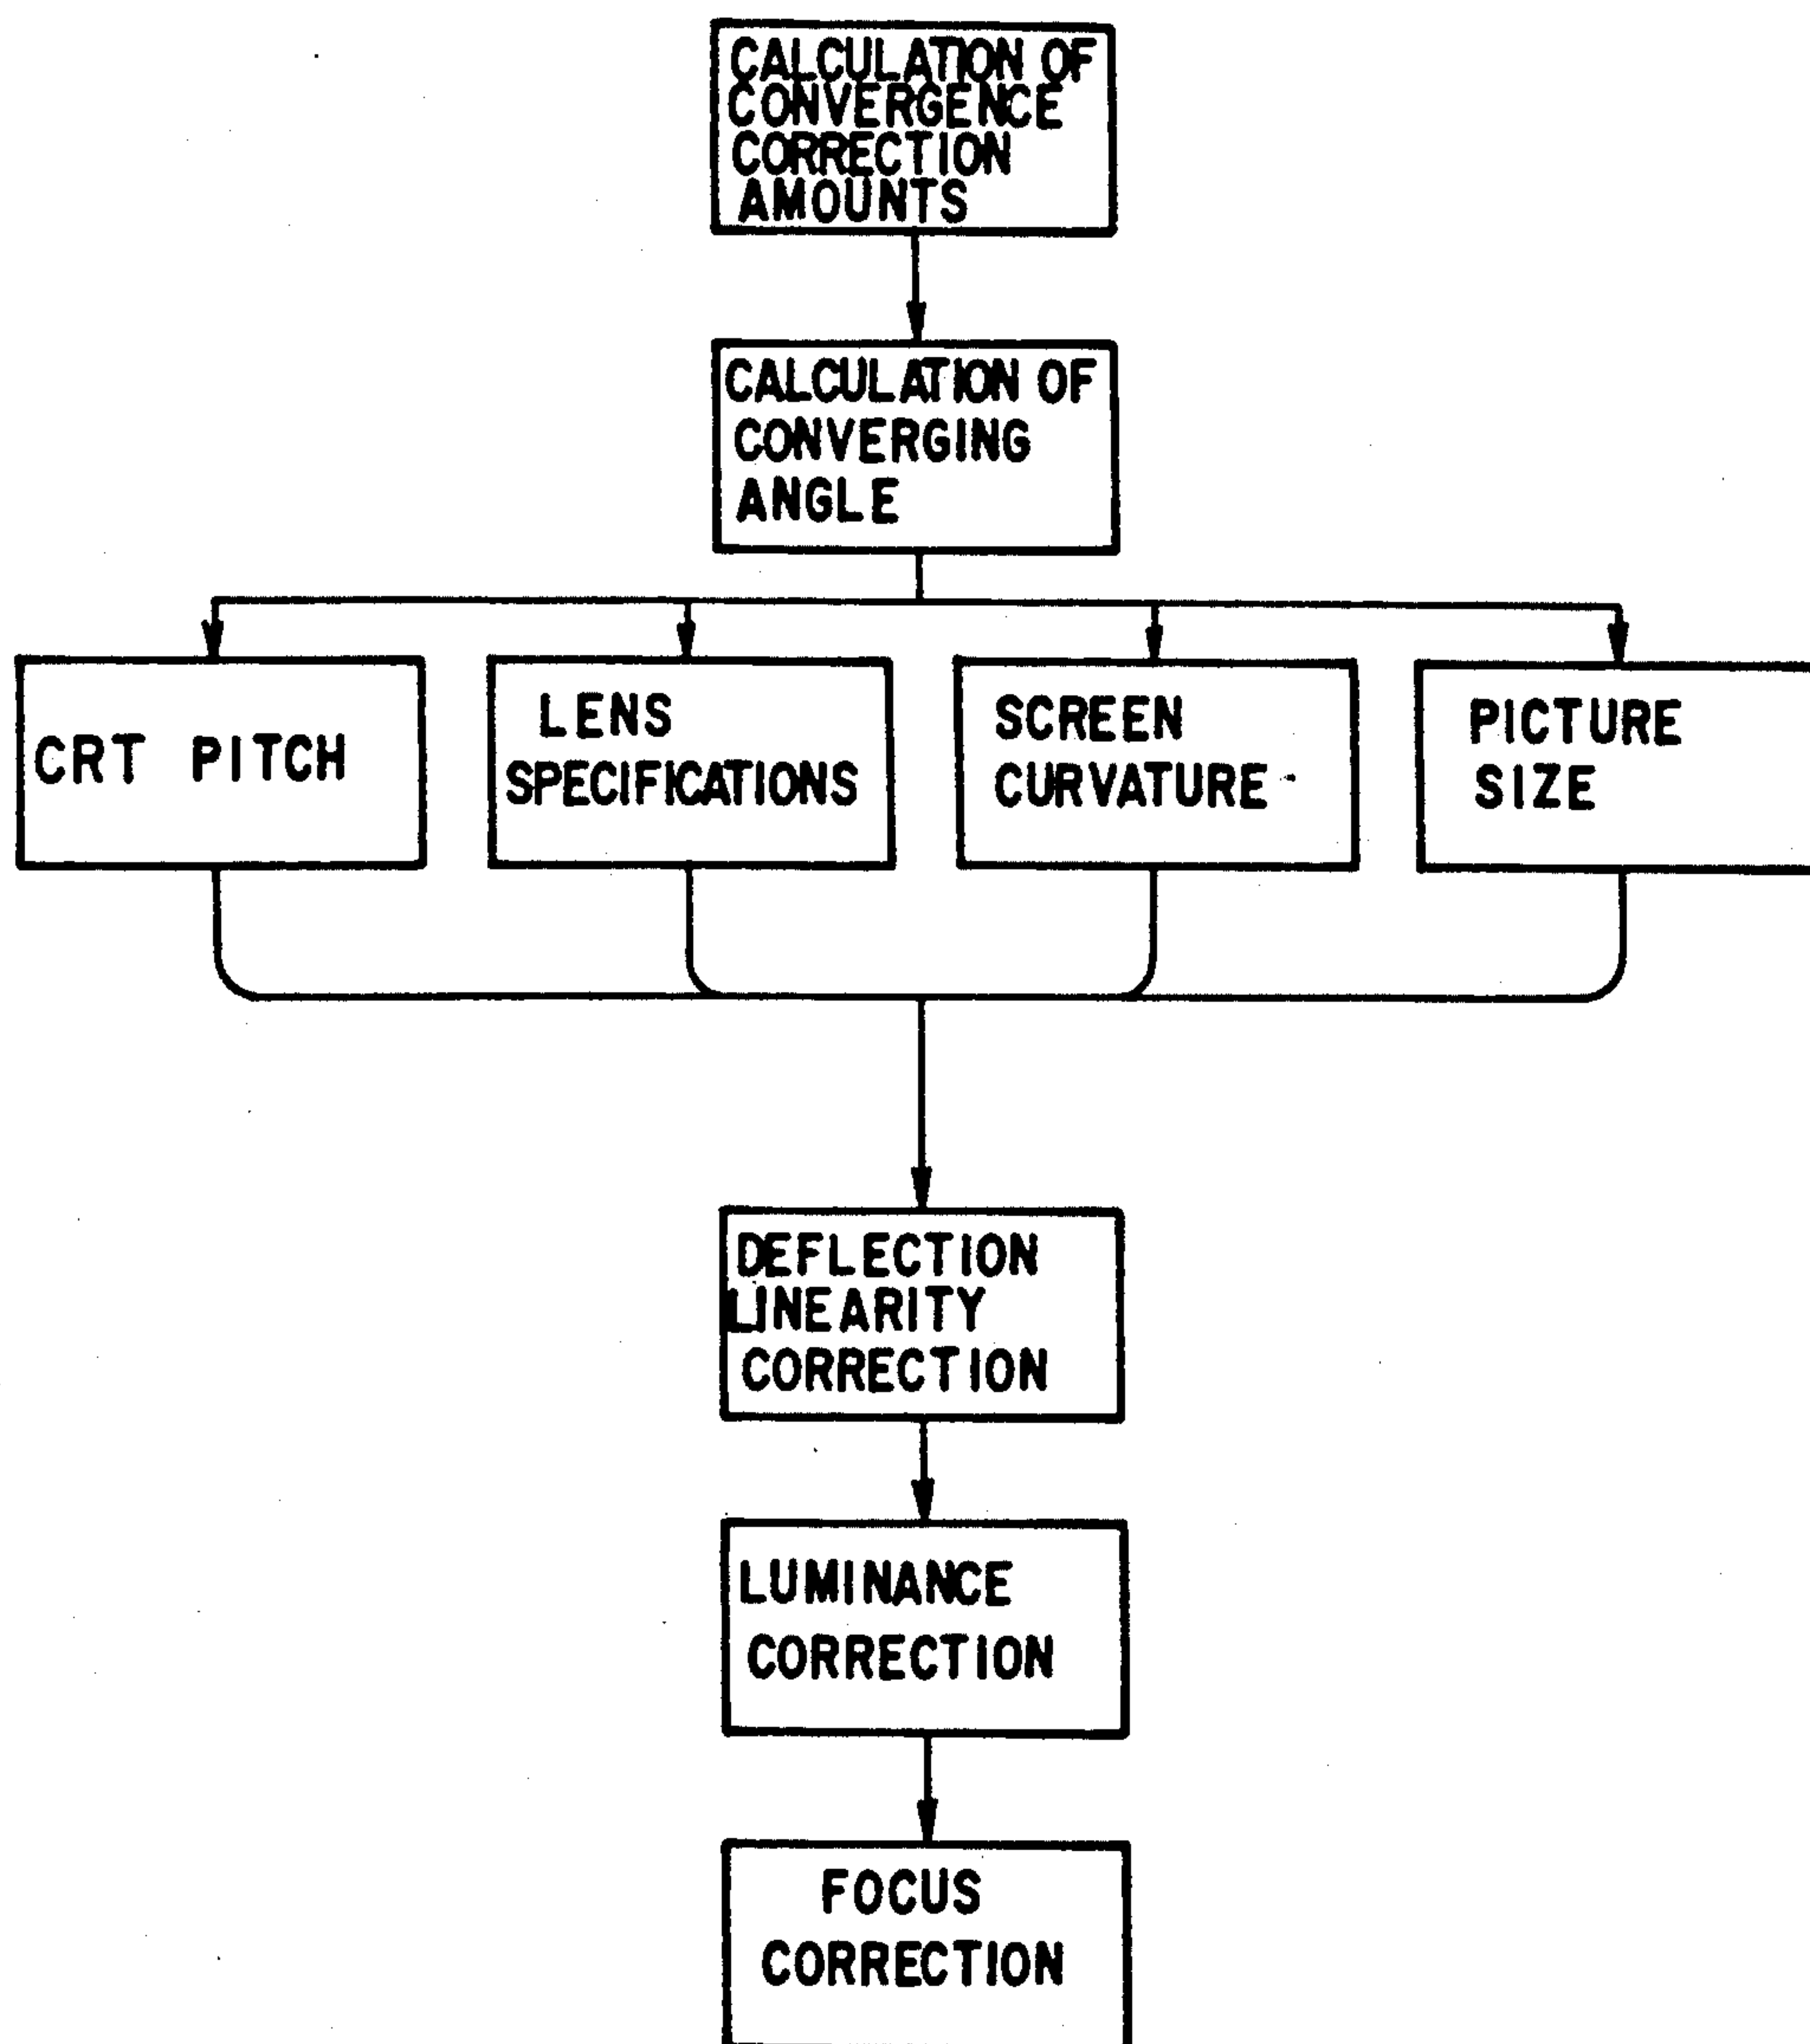 CALCULATION OF
CONVERGENCE
CORRECTION
AMOUNTS
CALCULATION OF
CONVERGING
ANGLE
CRT PITCH
LENS
SPECIFICATIONS
SCREEN
CURVATURE
PICTURE
SIZE
DEFLECTION
LINEARITY
CORRECTION
LUMINANCE
CORRECTION
FOCUS
CORRECTION